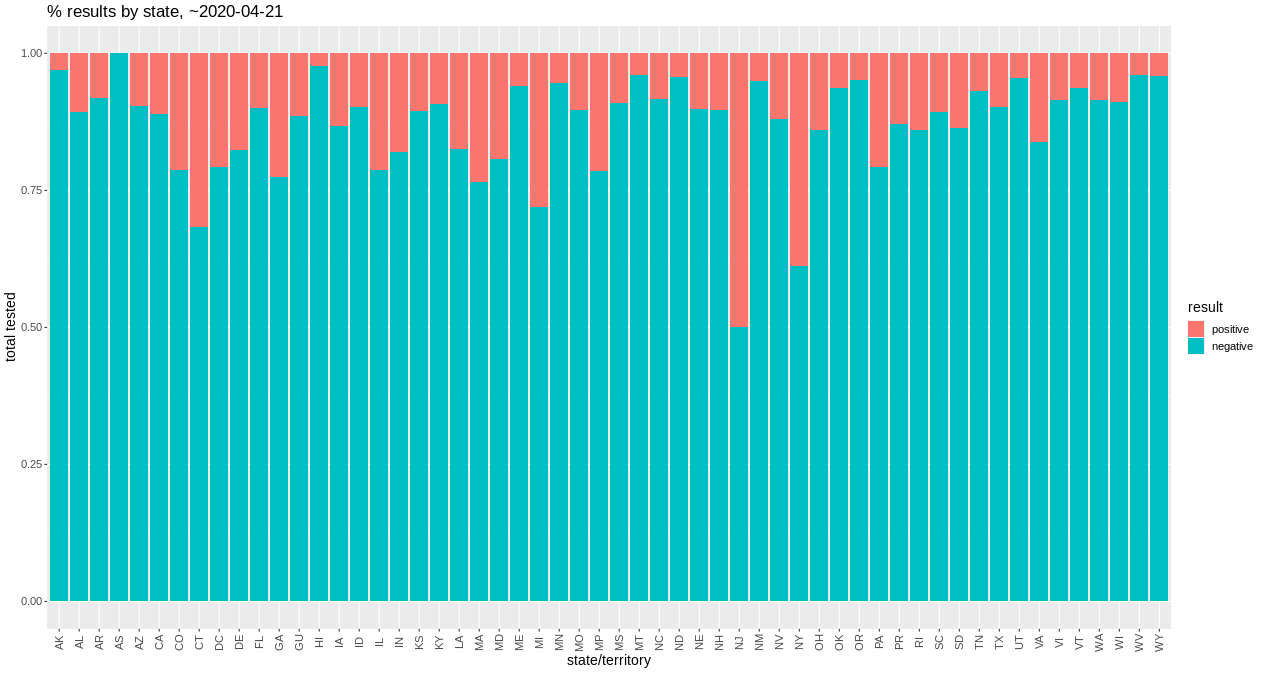 % results by state, ~2020-04-21
total tested
1.00
0.75
0.50
0.25
0.00
AK AL AR AS AZ CA CO CT DC DE FL GA GU HI IA ID IL IN KS KY LA MA MD ME MI MN MO MP MS MT NC ND NE NH NJ NM NV NY OH OK OR PA PR RI SC SD TN TX UT VA VI VT WA WI WV WY
state/territory
result
positive
negative